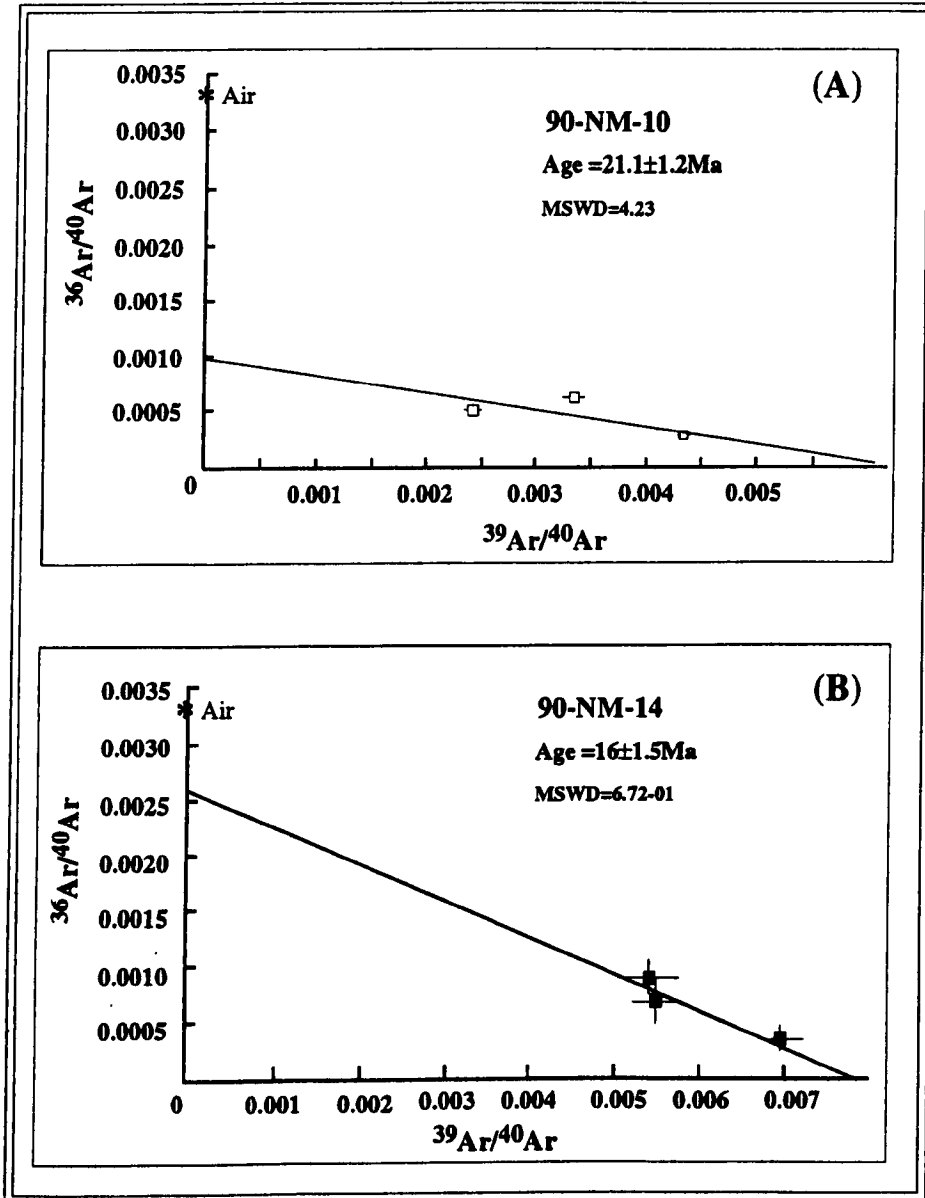 (A)
0.0035
* Air
90-NM-10
0.0030
Age =21.1±1.2Ma
0.0025
MSWD=4.23
0.0020
0.0015
0.0010
0.0005
36Ar/40Ar
0 0.001 0.002 0.003 0.004 0.005
39Ar/40Ar
(B)
0.0035
* Air
90-NM-14
0.0030
Age =16±1.5Ma
0.0025
MSWD=6.72-01
0.0020
0.0015
0.0010
0.0005
36Ar/40Ar
0 0.001 0.002 0.003 0.004 0.005 0.006 0.007
39Ar/40Ar